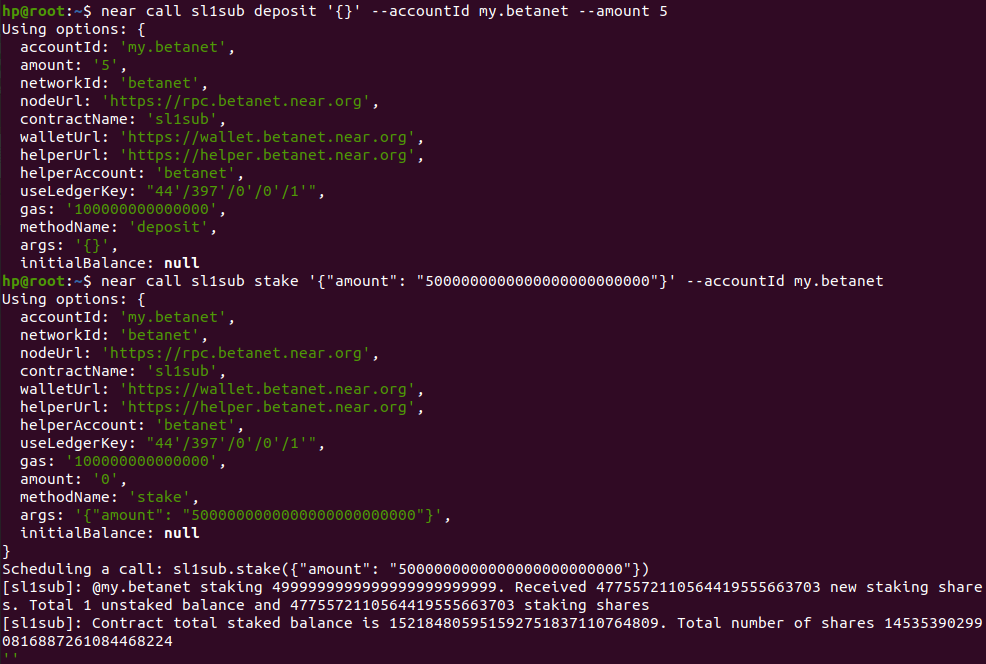 hp@root:~$ near call sl1sub deposit '{}' --accountId my.betanet --amount 5
Using options: {
  accountId: 'my.betanet',
  amount: '5',
  networkId: 'betanet',
  nodeUrl: 'https://rpc.betanet.near.org',
  contractName: 'sl1sub',
  walletUrl: 'https://wallet.betanet.near.org',
  helperUrl: 'https://helper.betanet.near.org',
  helperAccount: 'betanet',
  useLedgerKey: "44'/397'/0'/0'/1'",
  gas: '100000000000000',
  methodName: 'deposit',
  args: '{}',
  initialBalance: null
hp@root:~$ near call sl1sub stake '{"amount": "5000000000000000000000000"}' --accountId my.betanet
Using options: {
  accountId: 'my.betanet',
  networkId: 'betanet',
  nodeUrl: 'https://rpc.betanet.near.org',
  contractName: 'sl1sub',
  walletUrl: 'https://wallet.betanet.near.org',
  helperUrl: 'https://helper.betanet.near.org',
  helperAccount: 'betanet',
  useLedgerKey: "44'/397'/0'/0'/1'",
  gas: '100000000000000',
  amount: '0',
  methodName: 'stake',
  args: '{"amount": "5000000000000000000000000"}',
  initialBalance: null
}
Scheduling a call: sl1sub.stake({"amount": "5000000000000000000000000"})
[sl1sub]: @my.betanet staking 4999999999999999999999999. Received 4775572110564419555663703 new staking share
s. Total 1 unstaked balance and 4775572110564419555663703 staking shares
[sl1sub]: Contract total staked balance is 152184805951592751837110764809. Total number of shares 14535390299
0816887261084468224
''